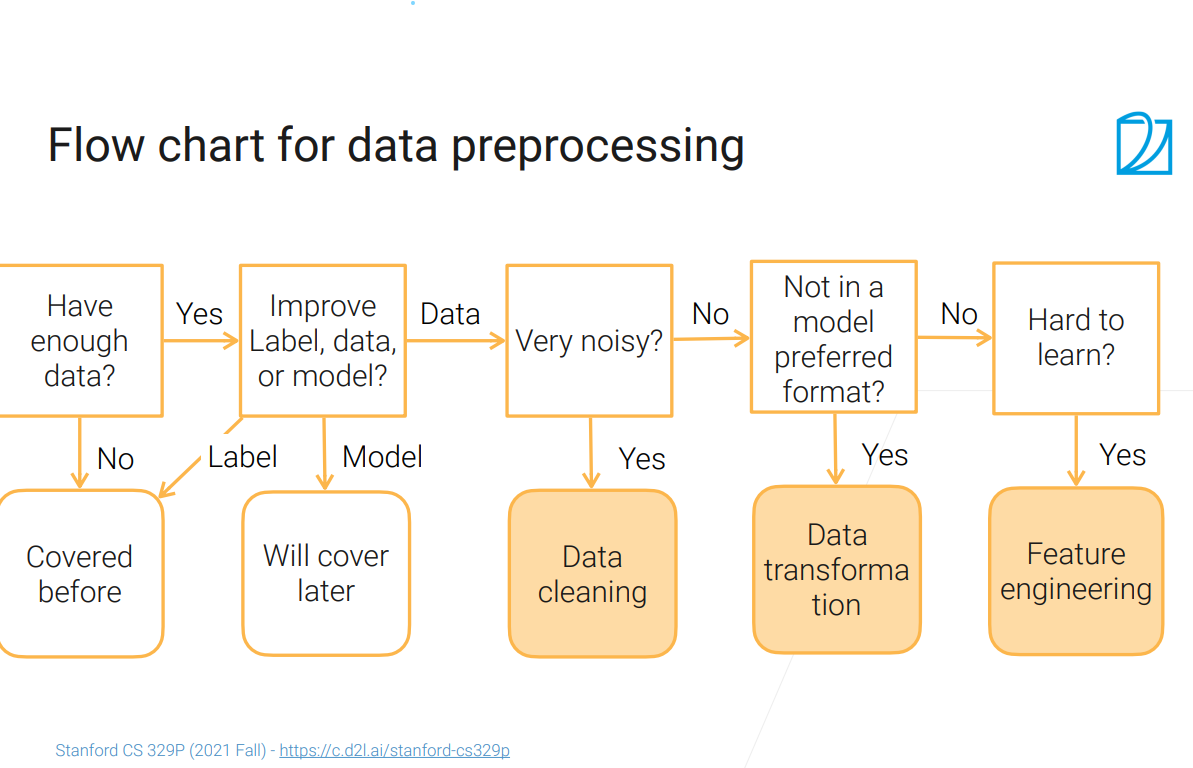 Flow chart for data preprocessing
Have
enough
data?
Yes
Improve
Label, data,
or model?
Data
Very noisy?
No
Not in a
model
preferred
format?
No
Hard to
learn?
No
Label
Model
Yes
Yes
Yes
Covered
before
Will cover
later
Data
cleaning
Data
transforma
tion
Feature
engineering
Stanford CS 329P (2021 Fall) - https://c.d2l.ai/stanford-cs329p